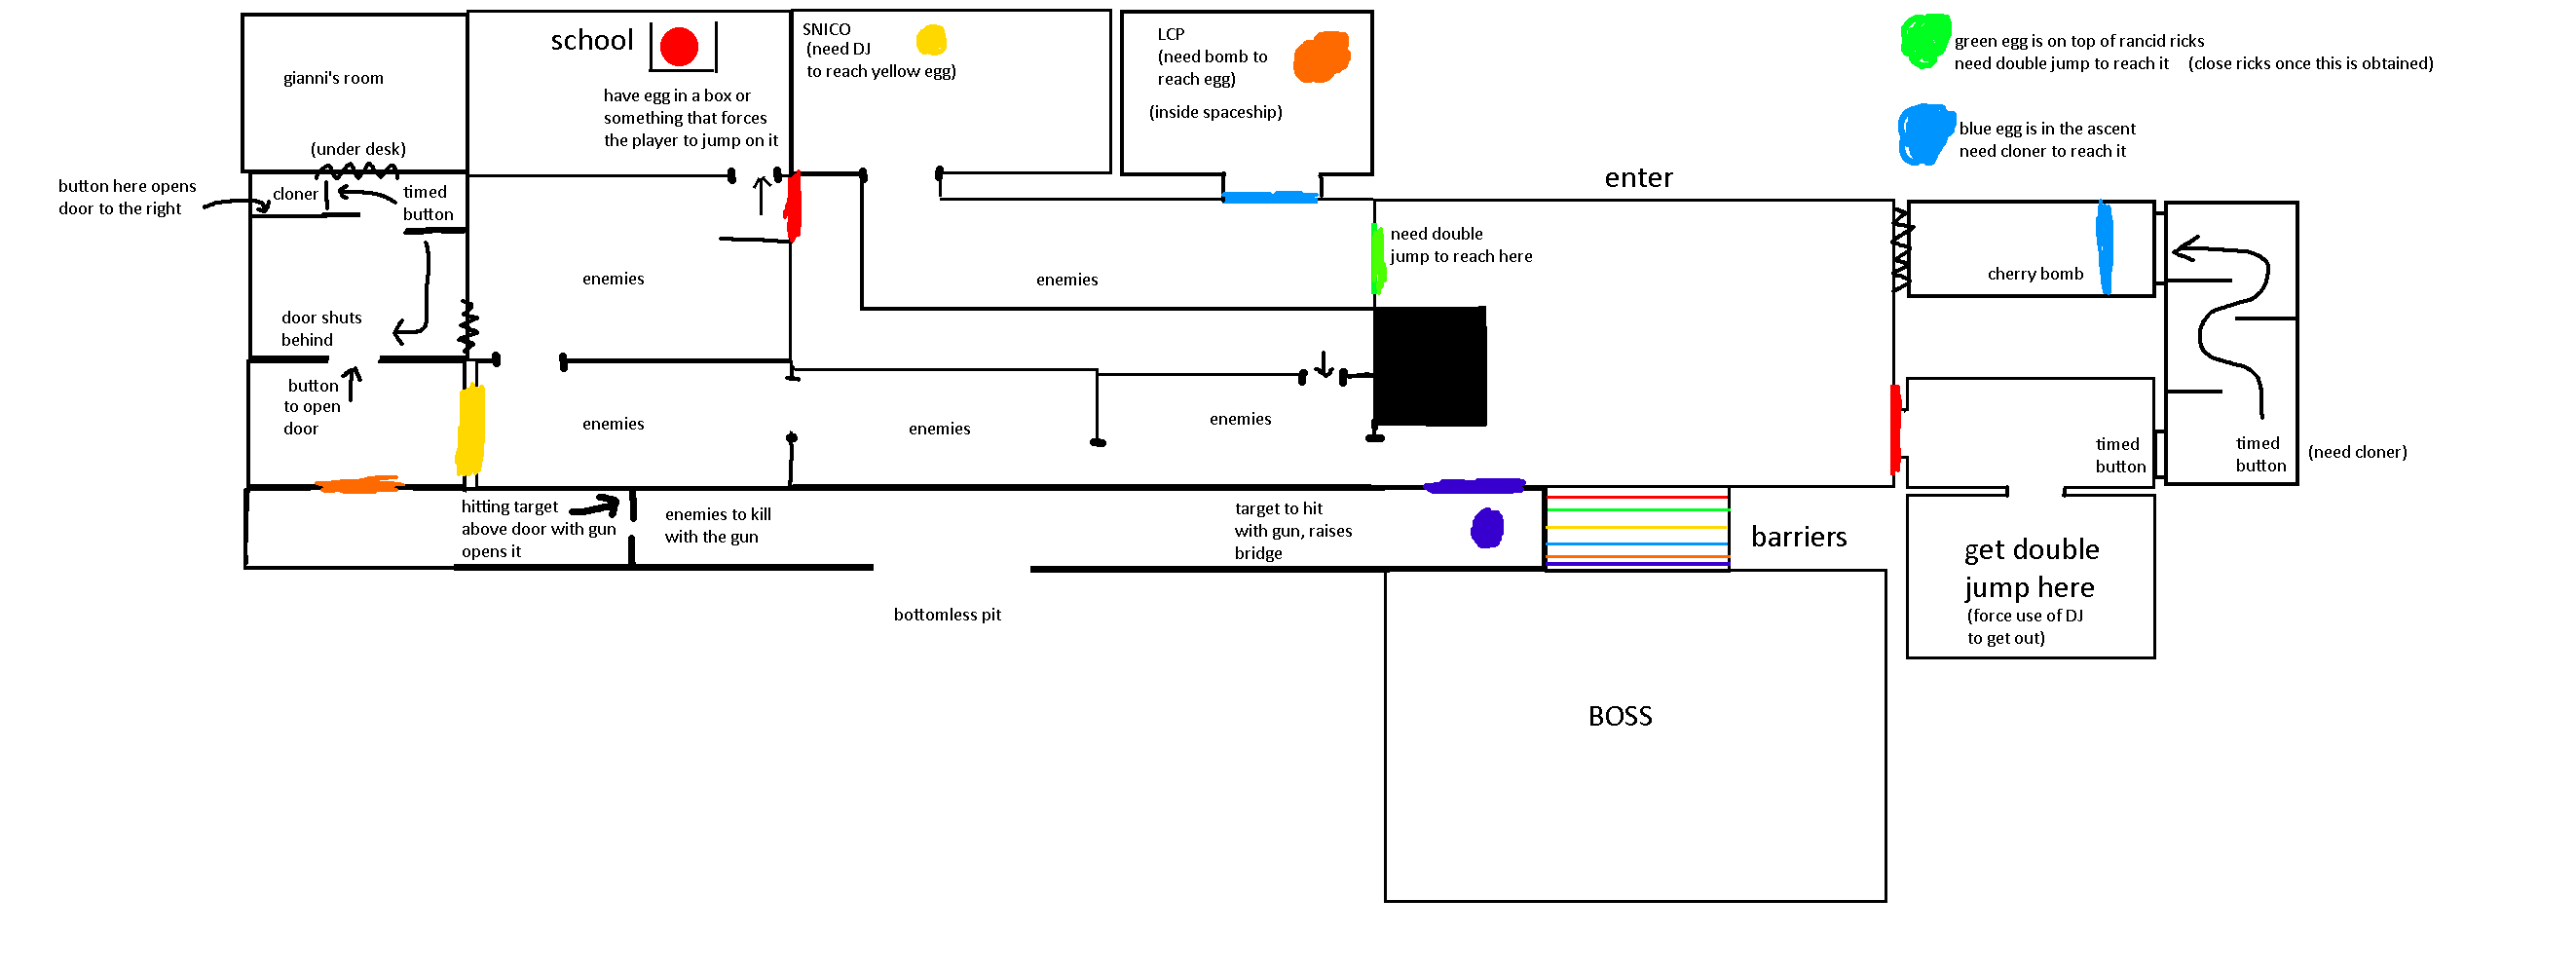 gianni's room
(under desk)
button here opens
door to the right
cloner
timed
button
door shuts
behind
button
to open
door
school
have egg in a box or
something that forces
the player to jump on it
enemies
enemies
SNICO
(need DJ
to reach yellow egg)
LCP
(need bomb to
reach egg)
(inside spaceship)
enemies
enemies
enemies
need double
jump to reach here
enter
green egg is on top of rancid ricks
need double jump to reach it (close ricks once this is obtained)
blue egg is in the ascent
need cloner to reach it
cherry bomb
timed
button
timed
button
(need cloner)
get double
jump here
(force use of DJ
to get out)
hitting target
above door with gun
opens it
enemies to kill
with the gun
target to hit
with gun, raises
bridge
barriers
bottomless pit
BOSS